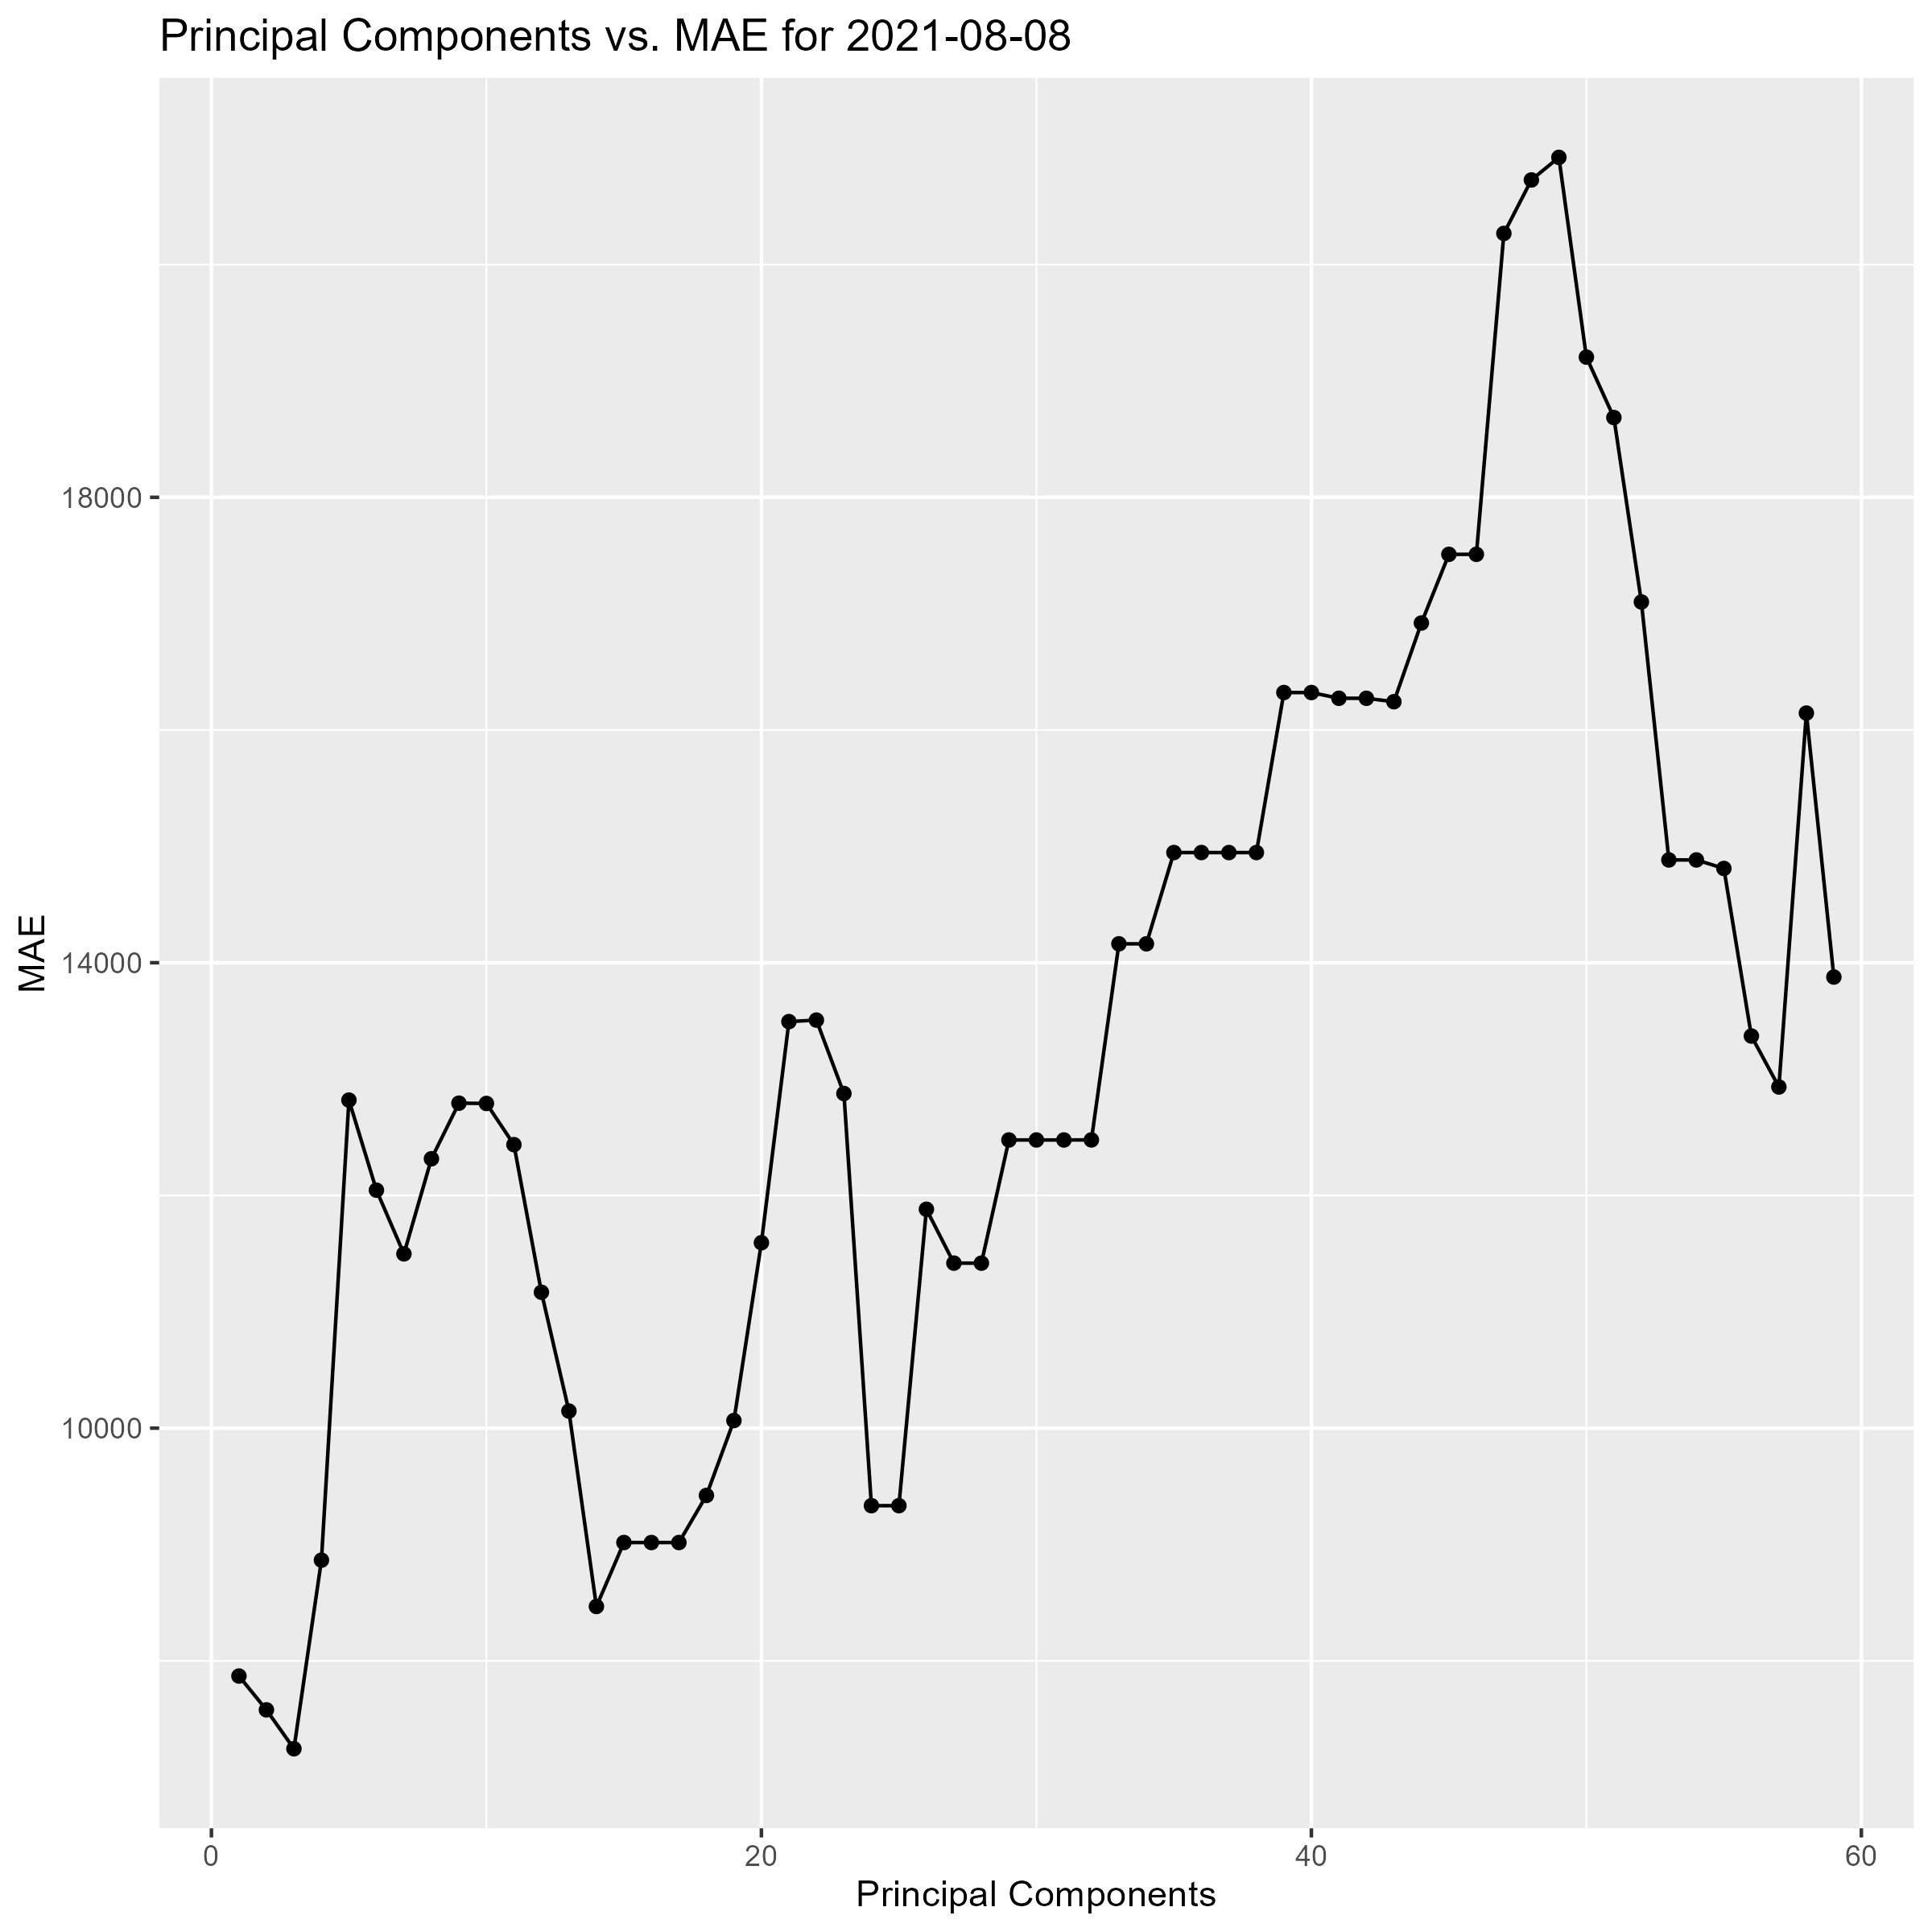 Principal Components vs. MAE for 2021-08-08
MAE
18000
14000
10000
0 20 40 60
Principal Components